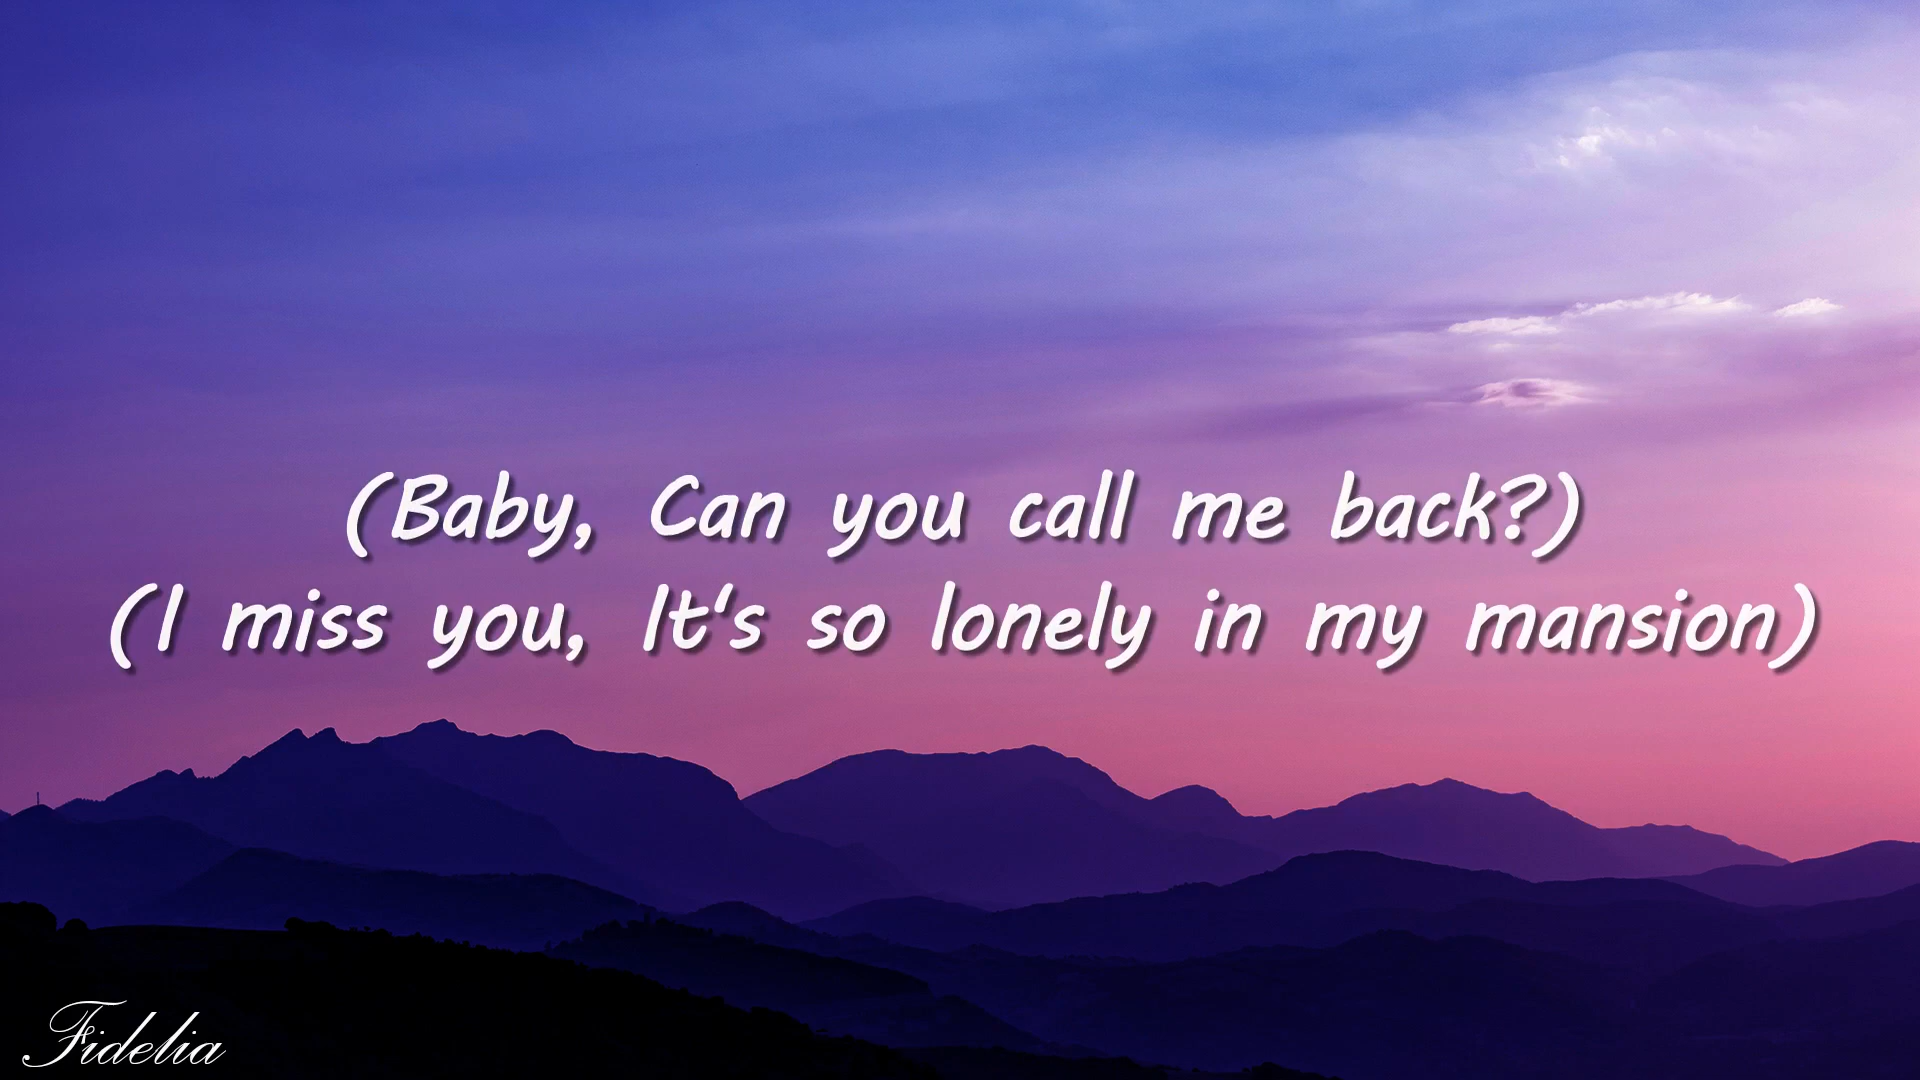 (Baby, Can you call me back?)
(I miss you, It's so lonely in my mansion)
Fidelia